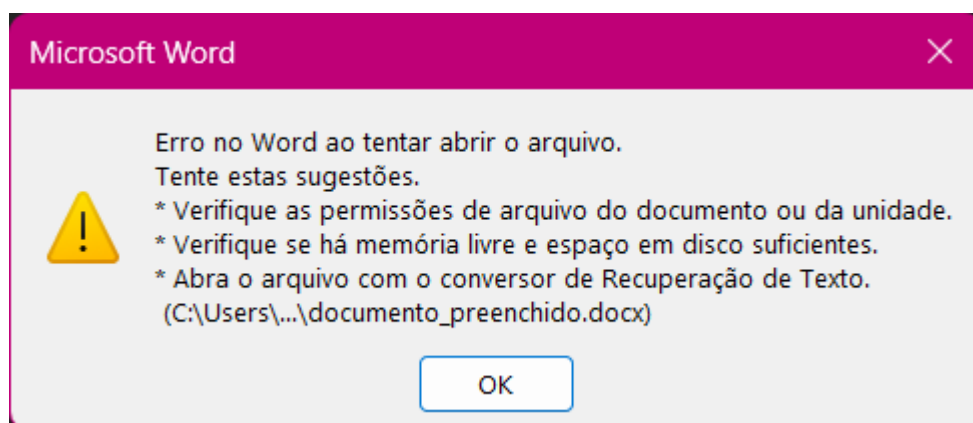 Microsoft Word
Erro no Word ao tentar abrir o arquivo.
Tente estas sugestões.
* Verifique as permissões de arquivo do documento ou da unidade.
* Verifique se há memória livre e espaço em disco suficientes.
* Abra o arquivo com o conversor de Recuperação de Texto.
(C:\Users\...\documento_preenchido.docx)
OK